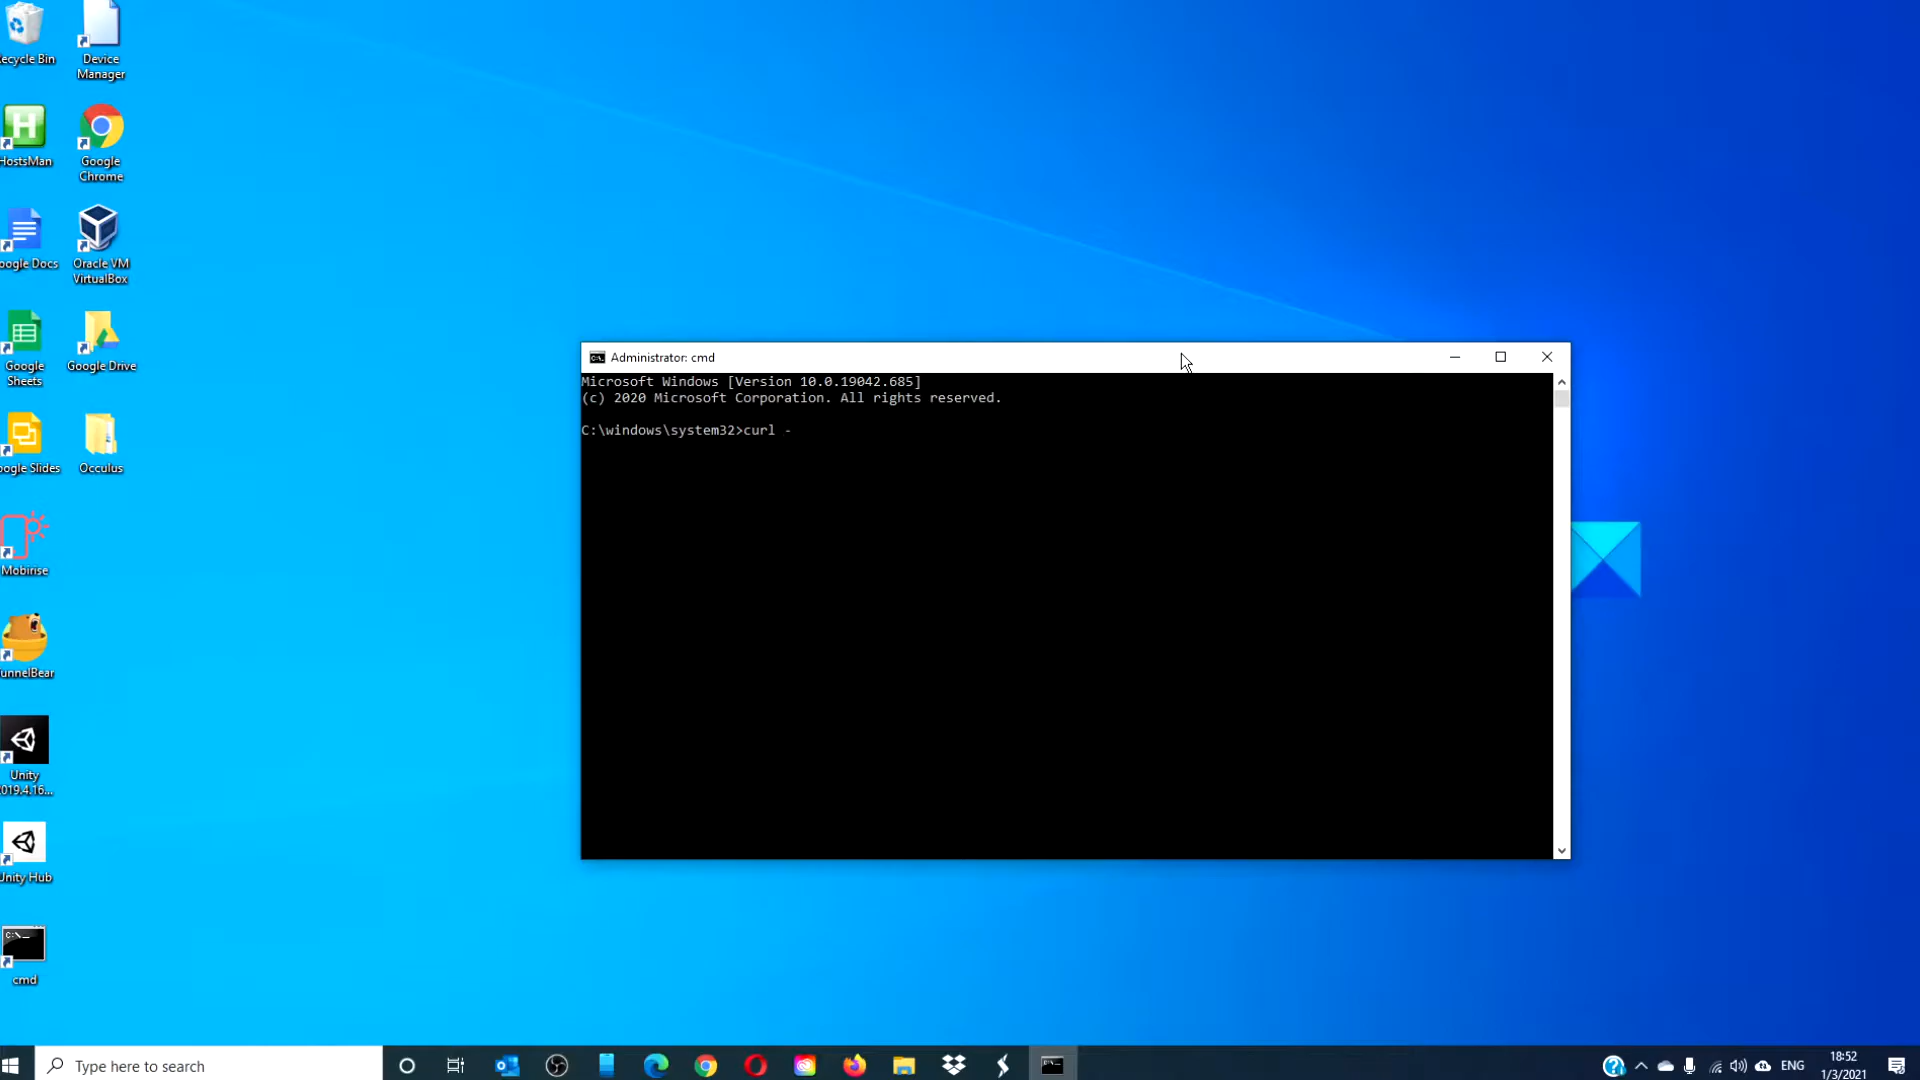 ecycle Bin
Device
Manager
HostsMan
Google
Chrome
oogle Docs
Oracle VM
VirtualBox
Google
Sheets
Google Drive
oogle Slides
Occulus
Mobirise
unnelBear
Unity
2019.4.16...
Unity Hub
cmd
Administrator: cmd
Microsoft Windows [Version 10.0.19042.685]
(c) 2020 Microsoft Corporation. All rights reserved.
C:\windows\system32>curl -
Type here to search
ENG
18:52
1/3/2021